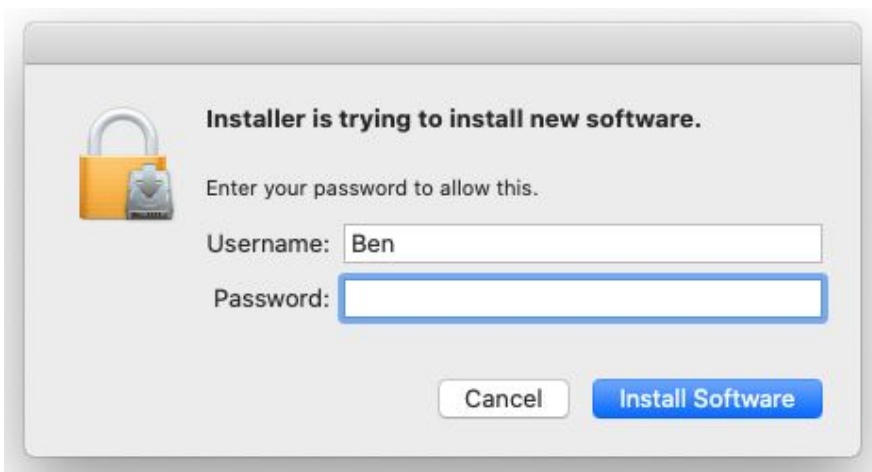 Installer is trying to install new software.
Enter your password to allow this.
Username: Ben
Password:
Cancel Install Software